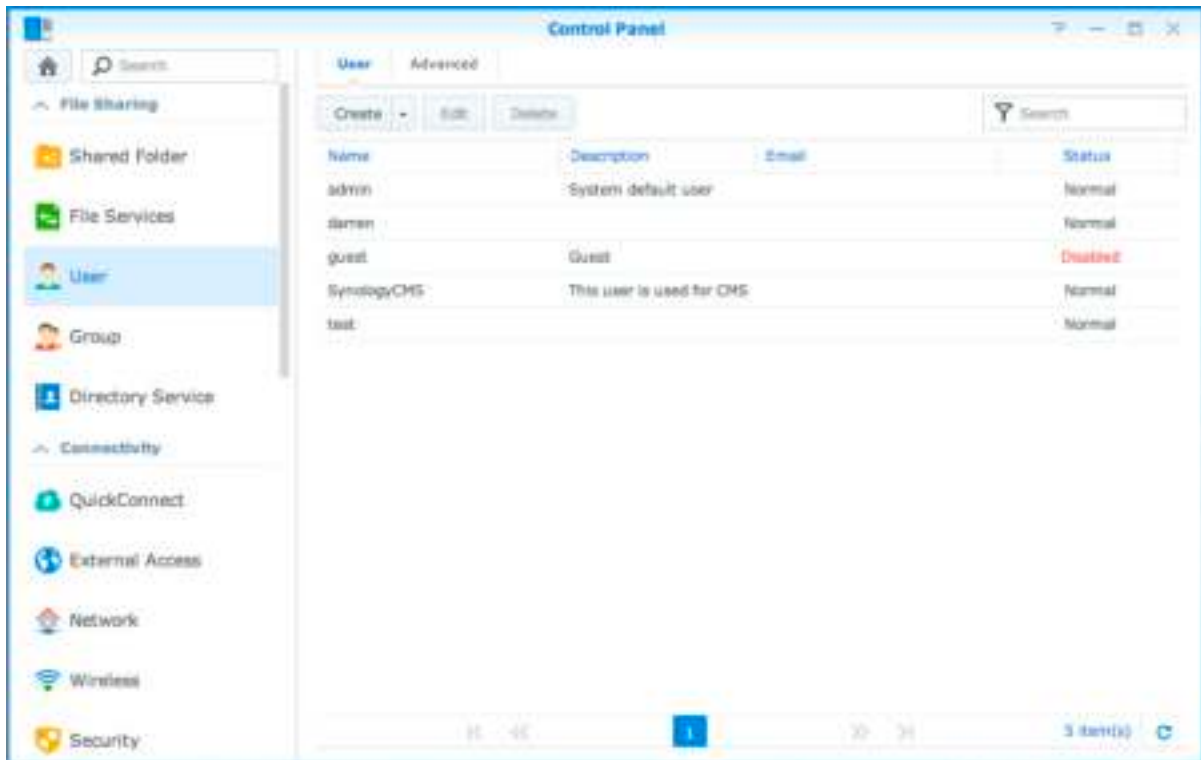 Control Panel
Search
User Advanced
File Sharing
Create Edit Delete Search
Shared Folder
Name Description Email Status
admin System default user Normal
File Services
darren Normal
guest Guest Disabled
User
SynologyCMS This user is used for CMS Normal
test Normal
Group
Directory Service
Connectivity
QuickConnect
External Access
Network
Wireless
Security
1 5 item(s)